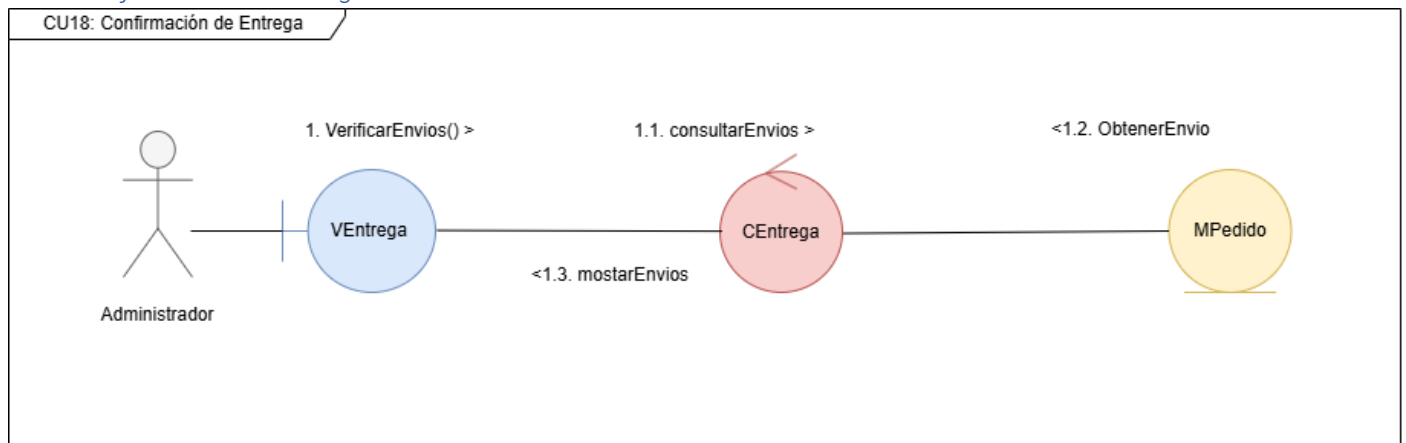 CU18: Confirmación de Entrega
1. VerificarEnvios() >
1.1. consultarEnvios >
<1.2. ObtenerEnvio
VEntrega
CEntrega
MPedido
<1.3. mostarEnvios
Administrador